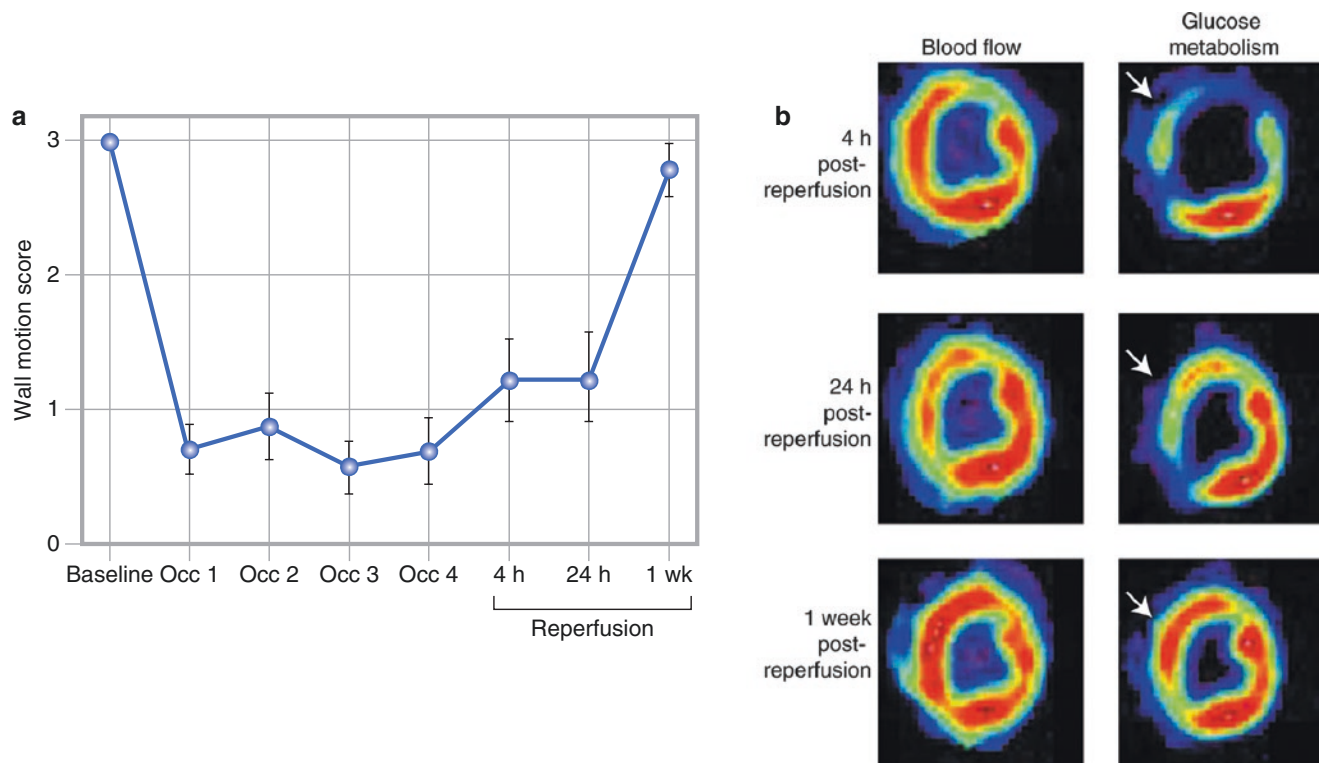 a
3
2
1
0
Wall motion score
Baseline Occ 1 Occ 2 Occ 3 Occ 4 4 h 24 h 1 wk
Reperfusion
b
Blood flow
Glucose
metabolism
4 h
post-
reperfusion
24 h
post-
reperfusion
1 week
post-
reperfusion